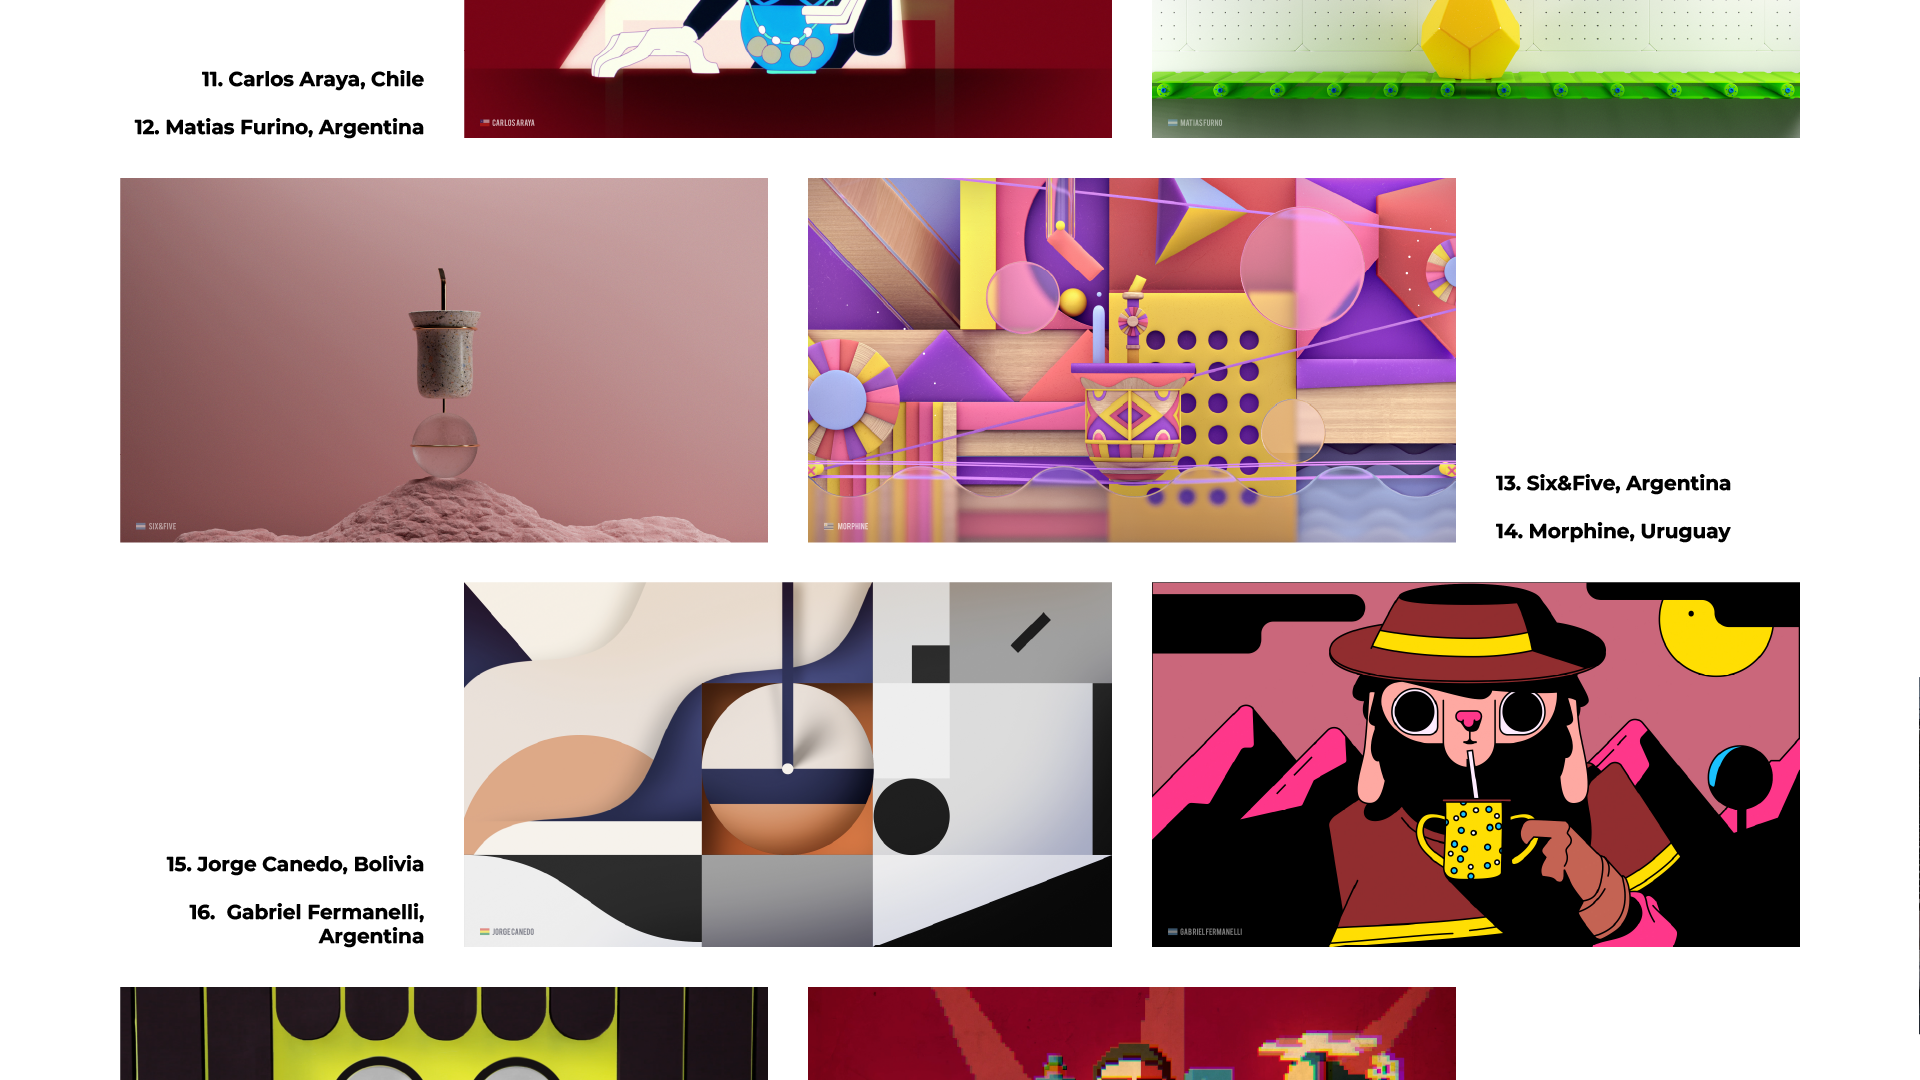 11. Carlos Araya, Chile
12. Matias Furino, Argentina
CARLOS ARAYA
MATIAS FURNO
SIX&FIVE
MORPHINE
13. Six&Five, Argentina
14. Morphine, Uruguay
15. Jorge Canedo, Bolivia
16. Gabriel Fermanelli,
Argentina
JORGE CANEDO
GABRIEL FERMANELLI